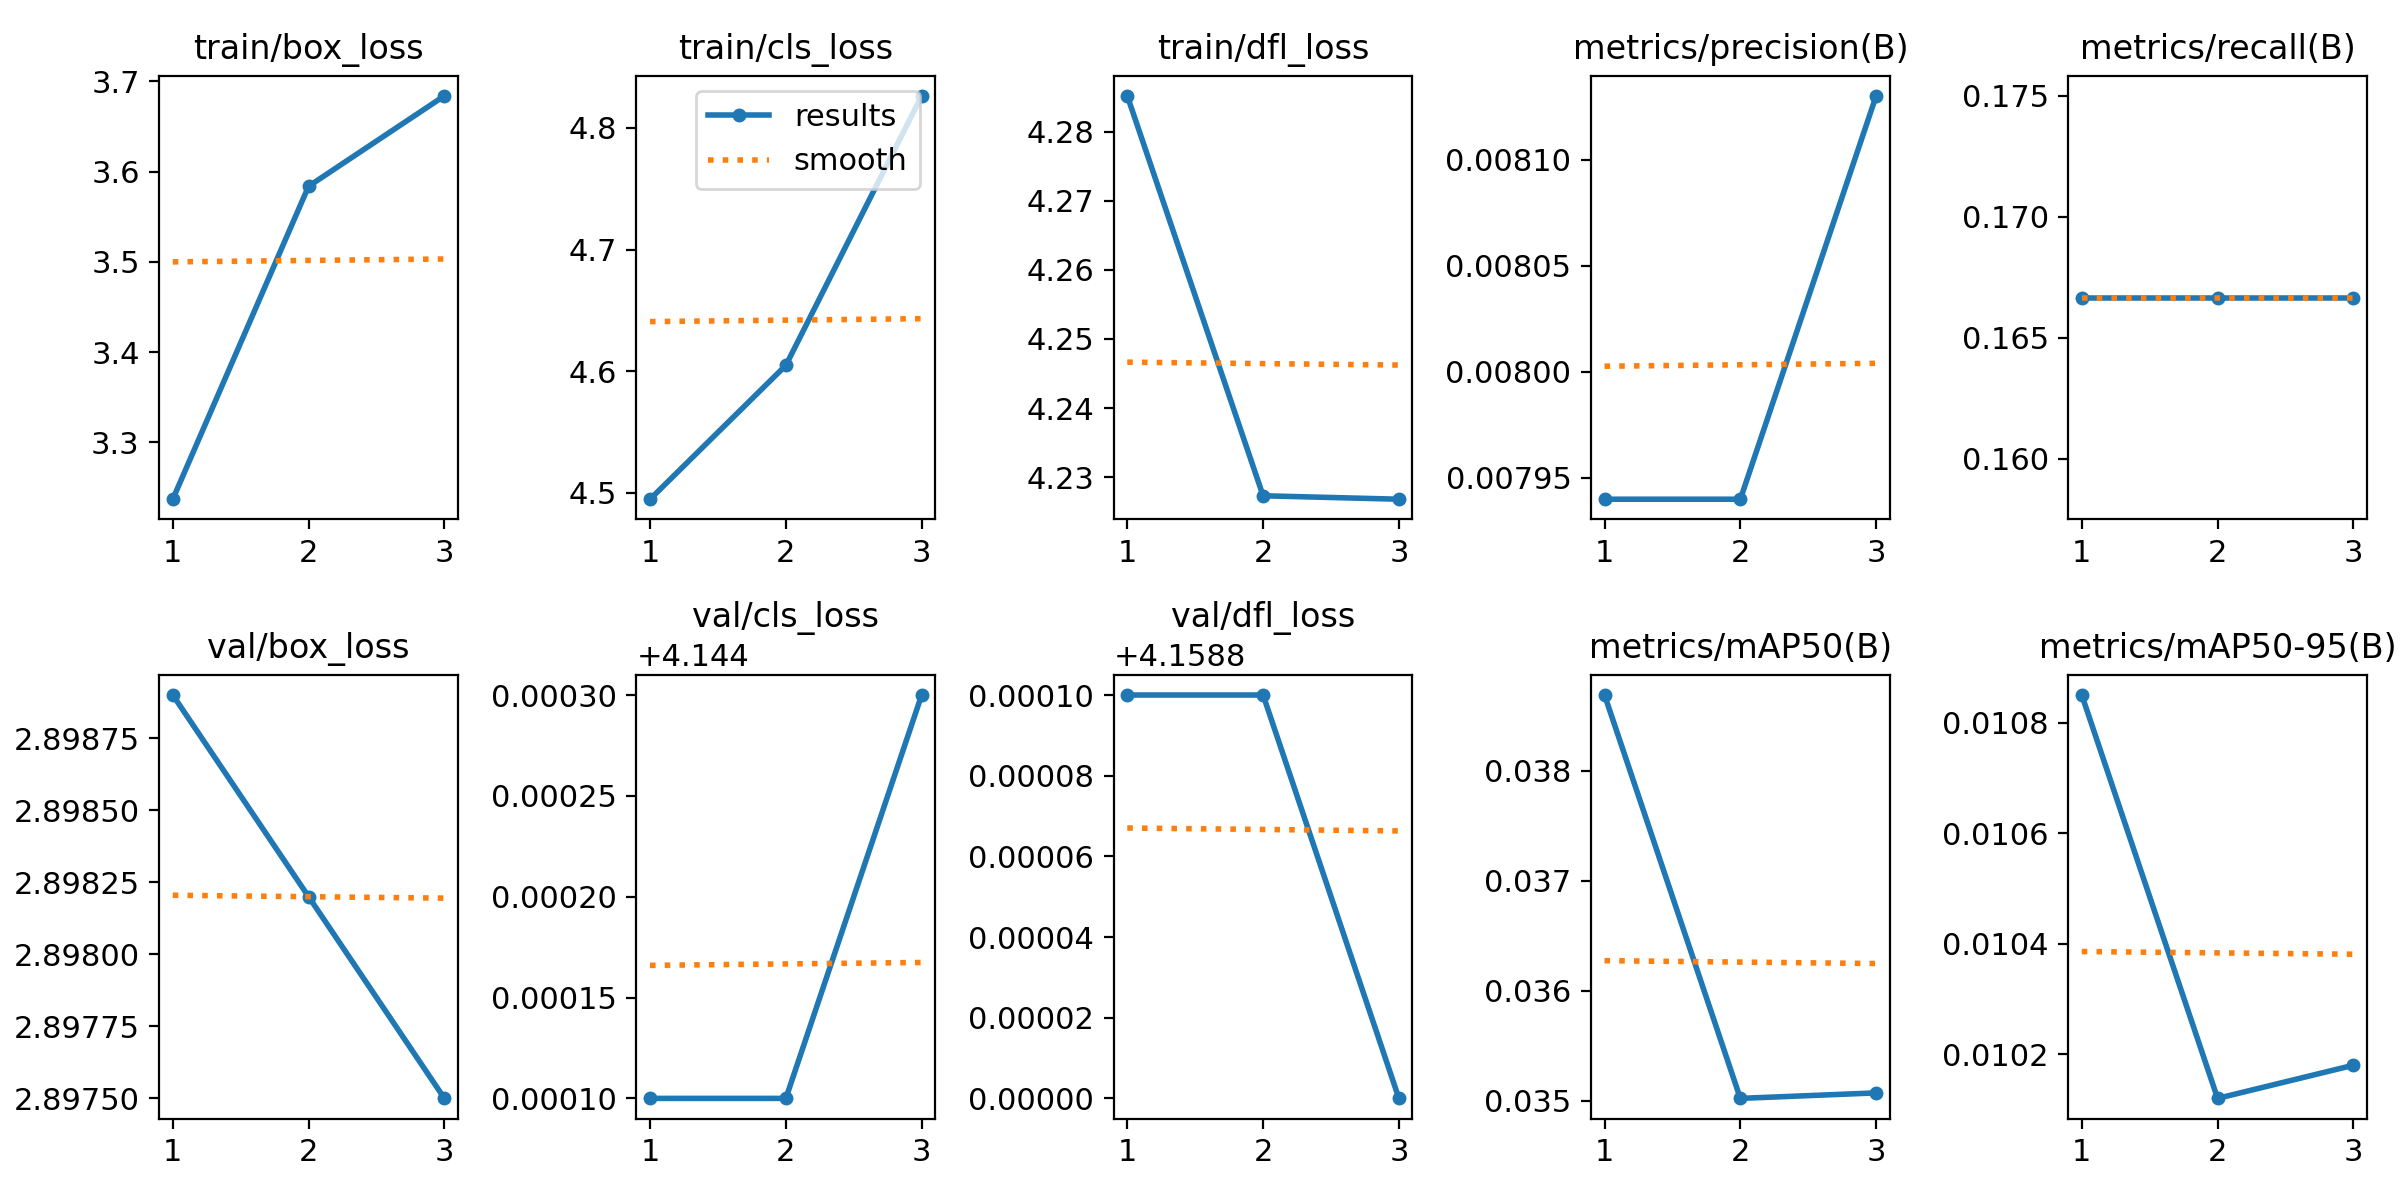 train/box_loss
3.7
3.6
3.5
3.4
3.3
1 2 3
train/cls_loss
results
smooth
4.8
4.7
4.6
4.5
1 2 3
train/dfl_loss
4.28
4.27
4.26
4.25
4.24
4.23
1 2 3
metrics/precision(B)
0.00810
0.00805
0.00800
0.00795
1 2 3
metrics/recall(B)
0.175
0.170
0.165
0.160
1 2 3
val/box_loss
2.89875
2.89850
2.89825
2.89800
2.89775
2.89750
1 2 3
val/cls_loss
+4.144
0.00030
0.00025
0.00020
0.00015
0.00010
1 2 3
val/dfl_loss
+4.1588
0.00010
0.00008
0.00006
0.00004
0.00002
0.00000
1 2 3
metrics/mAP50(B)
0.038
0.037
0.036
0.035
1 2 3
metrics/mAP50-95(B)
0.0108
0.0106
0.0104
0.0102
1 2 3